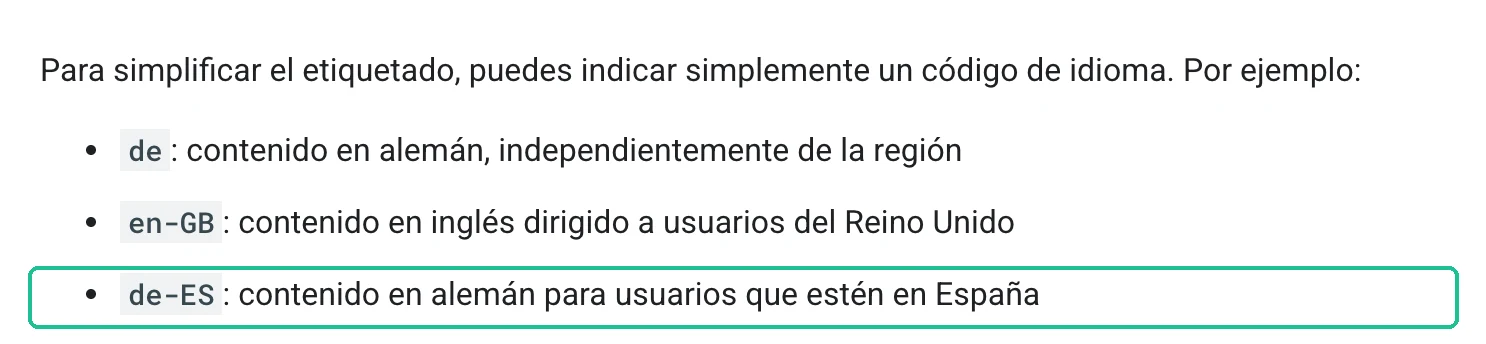 Para simplificar el etiquetado, puedes indicar simplemente un código de idioma. Por ejemplo:
• de: contenido en alemán, independientemente de la región
• en-GB: contenido en inglés dirigido a usuarios del Reino Unido
• de-ES: contenido en alemán para usuarios que estén en España